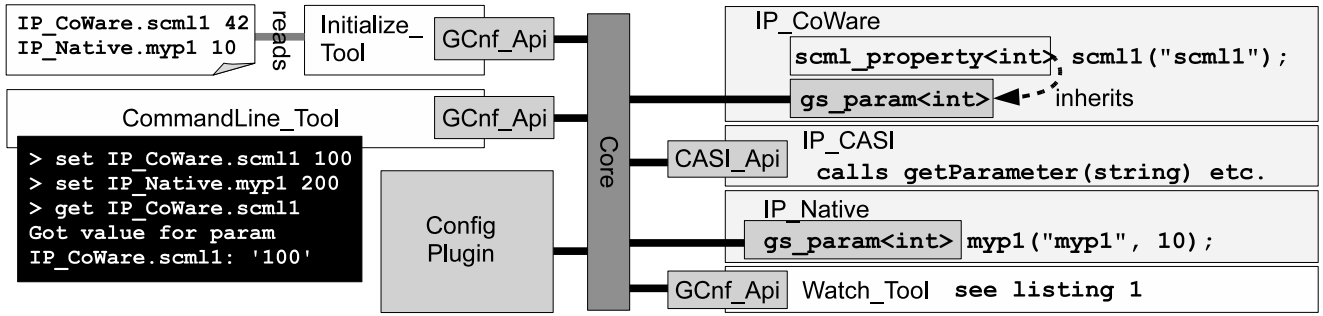 IP_CoWare.scml1 42
IP_Native.myp1 10
reads
Initialize_
Tool
GCnf_Api
CommandLine_Tool
GCnf_Api
> set IP_CoWare.scml1 100
> set IP_Native.myp1 200
> get IP_CoWare.scml1
Got value for param
IP_CoWare.scml1: '100'
Config
Plugin
Core
IP_CoWare
scml_property<int> scml1("scml1");
gs_param<int>
inherits
IP_CASI
CASI_Api
calls getParameter(string) etc.
IP_Native
gs_param<int> myp1("myp1", 10);
GCnf_Api
Watch_Tool see listing 1